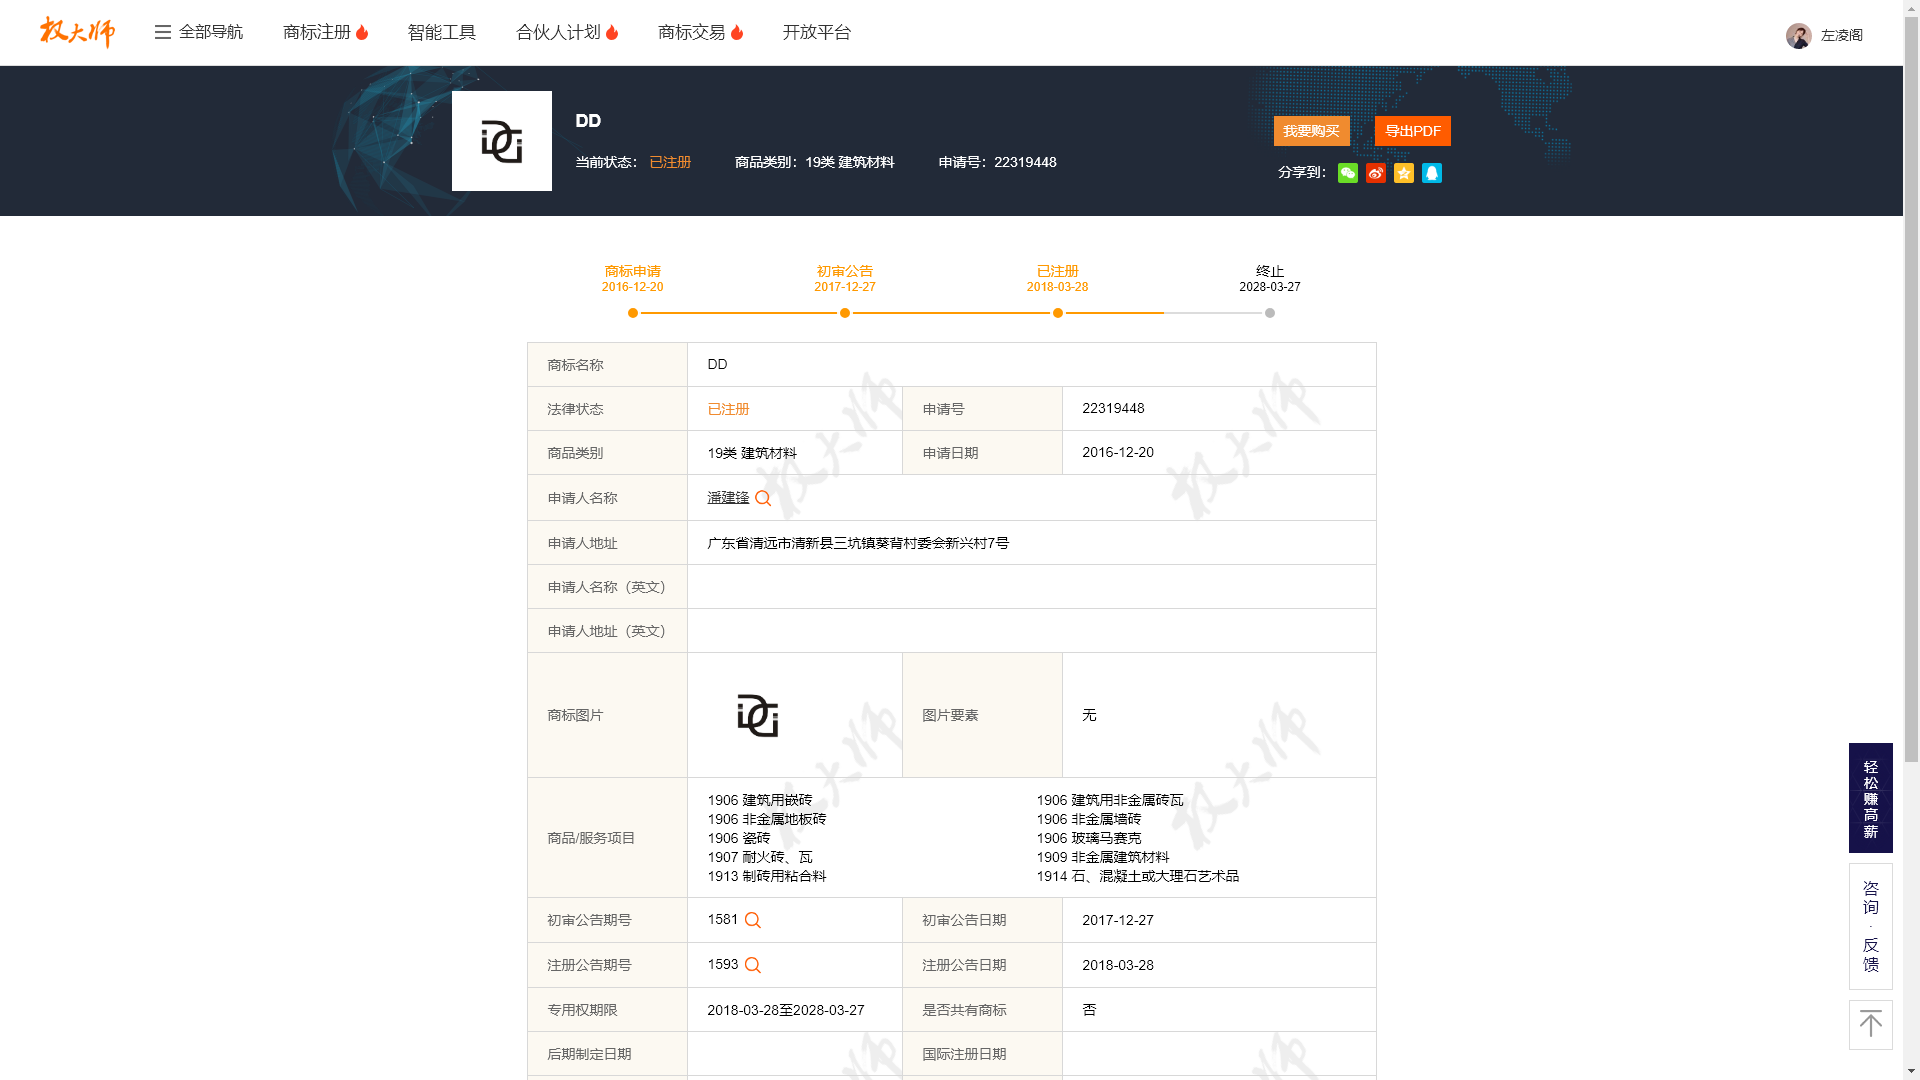 权大师
全部导航
商标注册
智能工具
合伙人计划
商标交易
开放平台
左凌阁
DD
当前状态： 已注册
商品类别：19类 建筑材料
申请号：22319448
我要购买
导出PDF
分享到：
商标申请
2016-12-20
初审公告
2017-12-27
已注册
2018-03-28
终止
2028-03-27
商标名称 DD
法律状态 已注册 申请号 22319448
商品类别 19类 建筑材料 申请日期 2016-12-20
申请人名称 潘建锋
申请人地址 广东省清远市清新县三坑镇葵背村委会新兴村7号
申请人名称（英文）
申请人地址（英文）
商标图片 图片要素 无
商品/服务项目
1906 建筑用嵌砖 1906 建筑用非金属砖瓦
1906 非金属地板砖 1906 非金属墙砖
1906 瓷砖 1906 玻璃马赛克
1907 耐火砖、瓦 1909 非金属建筑材料
1913 制砖用粘合料 1914 石、混凝土或大理石艺术品
初审公告期号 1581 初审公告日期 2017-12-27
注册公告期号 1593 注册公告日期 2018-03-28
专用权期限 2018-03-28至2028-03-27 是否共有商标 否
后期制定日期 国际注册日期
轻松赚高薪
咨询·反馈